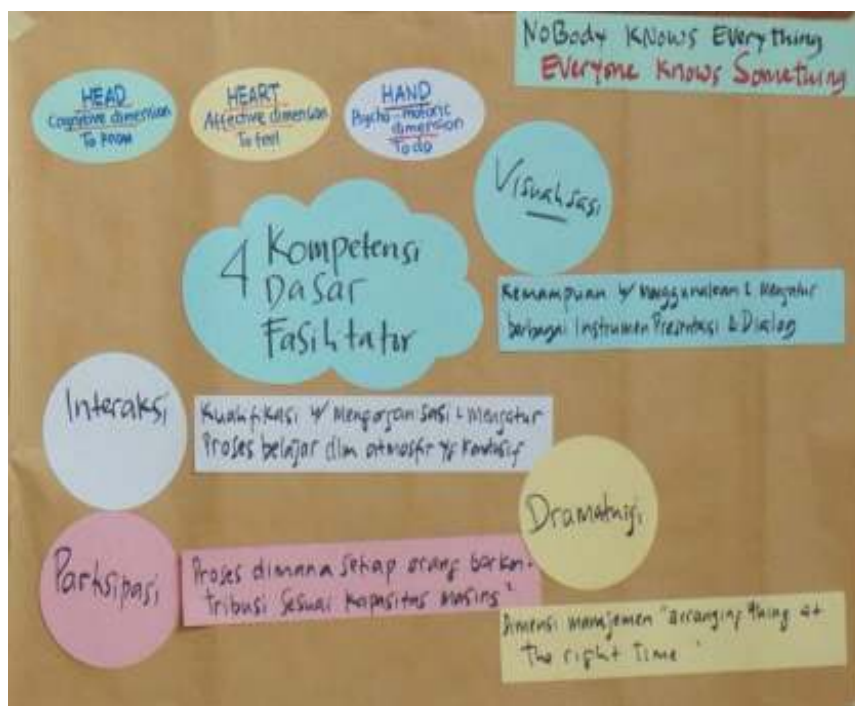 NoBody KNows Everything
Everyone Knows Something
HEAD
Cognitive dimension
To Know
HEART
Affective dimension
To feel
HAND
Psycho-motoric
dimension
To do
Visualisasi
4 Kompetensi
Dasar
Fasilitator
Kemampuan u/ menggunakan & Mengatur
berbagai Instrumen Presentasi & Dialog
Interaksi
Kualifikasi u/ Mengorganisasi & Mengatur
Proses belajar dlm atmosfir yg Kondusif
Dramaturgi
Partisipasi
Proses dimana setiap orang berkon-
tribusi sesuai Kapasitas masing²
Dimensi manajemen "arranging thing at
the right Time"